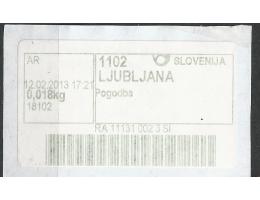 AR
1102 SLOVENIJA
LJUBLJANA
12.02.2013 17:21
Pogodba
0,018kg
18102
RA 11131 002 3 SI